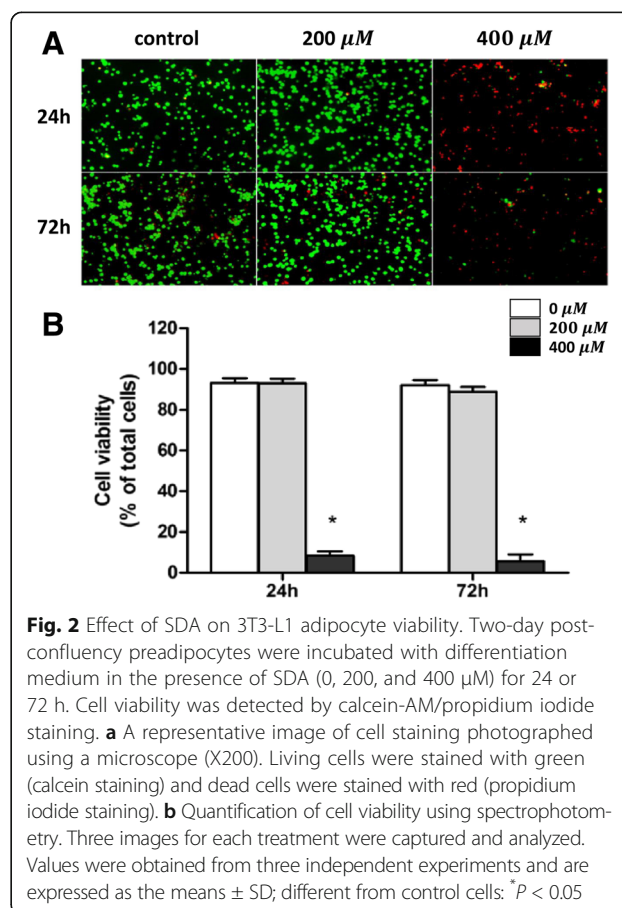 A
control 200 μM 400 μM
24h
72h
B
0 μM
200 μM
400 μM
Cell viability
(% of total cells)
120
100
80
60
40
20
0
*
*
24h 72h
Fig. 2 Effect of SDA on 3T3-L1 adipocyte viability. Two-day post-
confluency preadipocytes were incubated with differentiation
medium in the presence of SDA (0, 200, and 400 μM) for 24 or
72 h. Cell viability was detected by calcein-AM/propidium iodide
staining. a A representative image of cell staining photographed
using a microscope (X200). Living cells were stained with green
(calcein staining) and dead cells were stained with red (propidium
iodide staining). b Quantification of cell viability using spectrophotom-
etry. Three images for each treatment were captured and analyzed.
Values were obtained from three independent experiments and are
expressed as the means ± SD; different from control cells: *P < 0.05